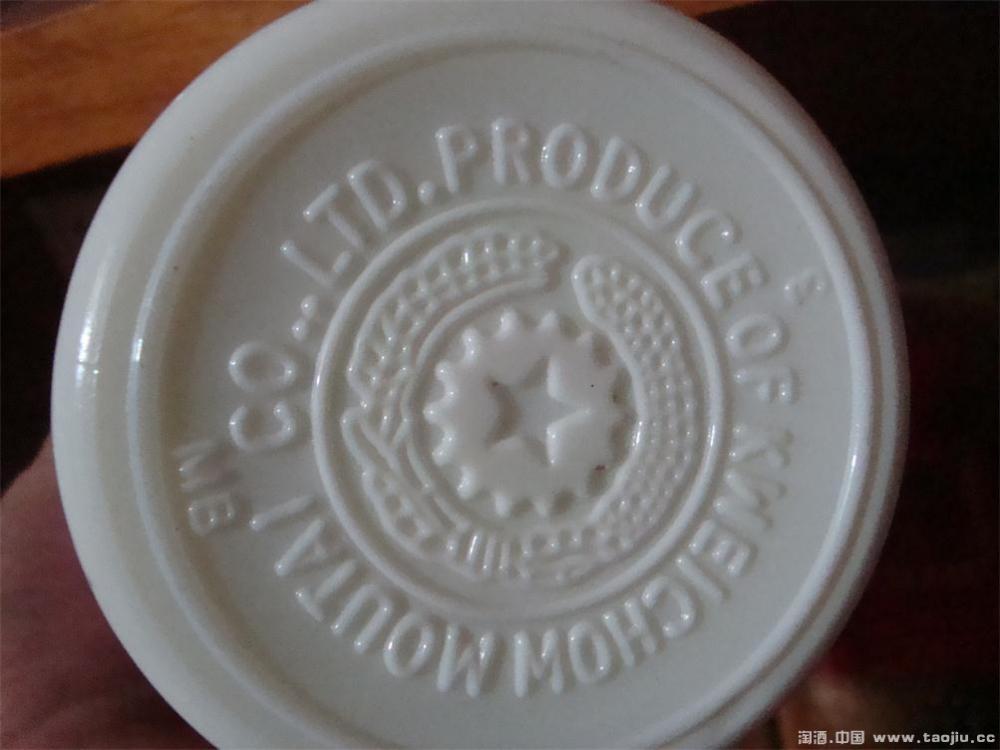 PRODUCE OF KWEICHOW MOUTAI CO.,LTD.
MB
淘酒.中国 www.taojiu.cc